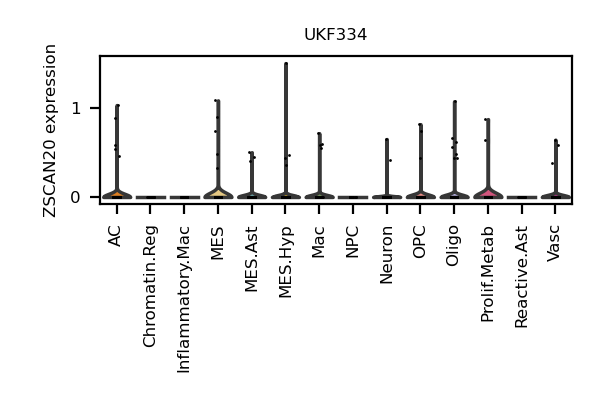 UKF334
ZSCAN20 expression
1
0
AC
Chromatin.Reg
Inflammatory.Mac
MES
MES.Ast
MES.Hyp
Mac
NPC
Neuron
OPC
Oligo
Prolif.Metab
Reactive.Ast
Vasc